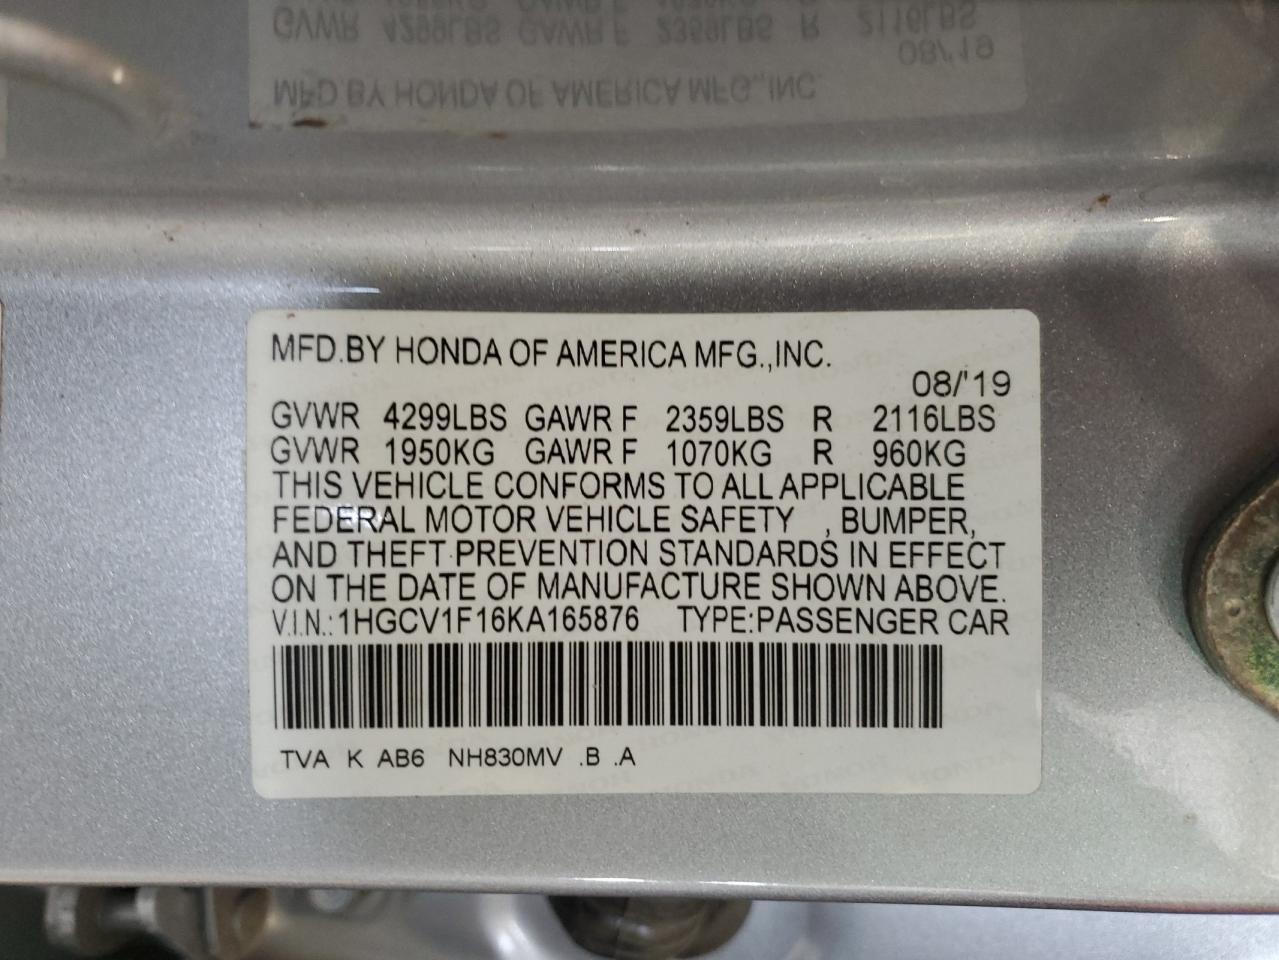 MFD.BY HONDA OF AMERICA MFG.,INC.
08/'19
GVWR 4299LBS GAWR F 2359LBS R 2116LBS
GVWR 1950KG GAWR F 1070KG R 960KG
THIS VEHICLE CONFORMS TO ALL APPLICABLE
FEDERAL MOTOR VEHICLE SAFETY , BUMPER,
AND THEFT PREVENTION STANDARDS IN EFFECT
ON THE DATE OF MANUFACTURE SHOWN ABOVE.
V.I.N.:1HGCV1F16KA165876 TYPE:PASSENGER CAR
TVA K AB6 NH830MV .B .A